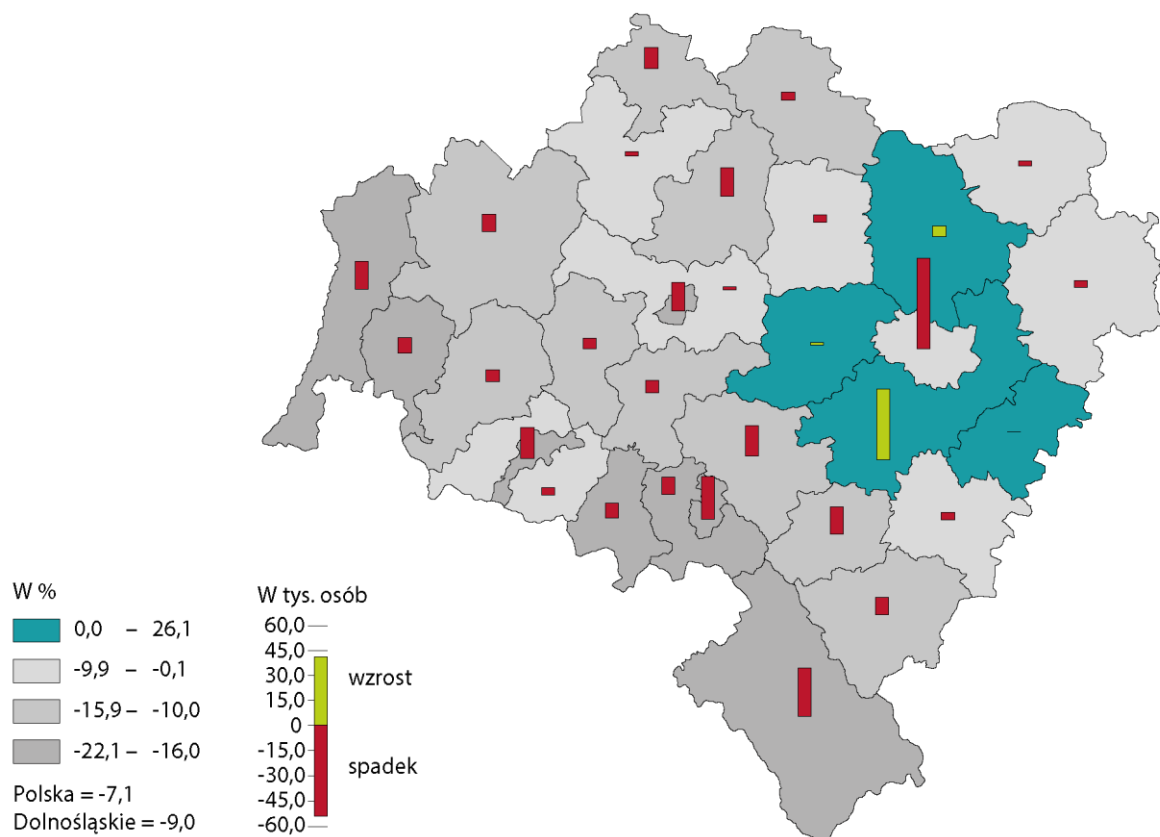 W %
0,0 – 26,1
-9,9 – -0,1
-15,9 – -10,0
-22,1 – -16,0
Polska = -7,1
Dolnośląskie = -9,0
W tys. osób
60,0
45,0
30,0
15,0
0
-15,0
-30,0
-45,0
-60,0
wzrost
spadek